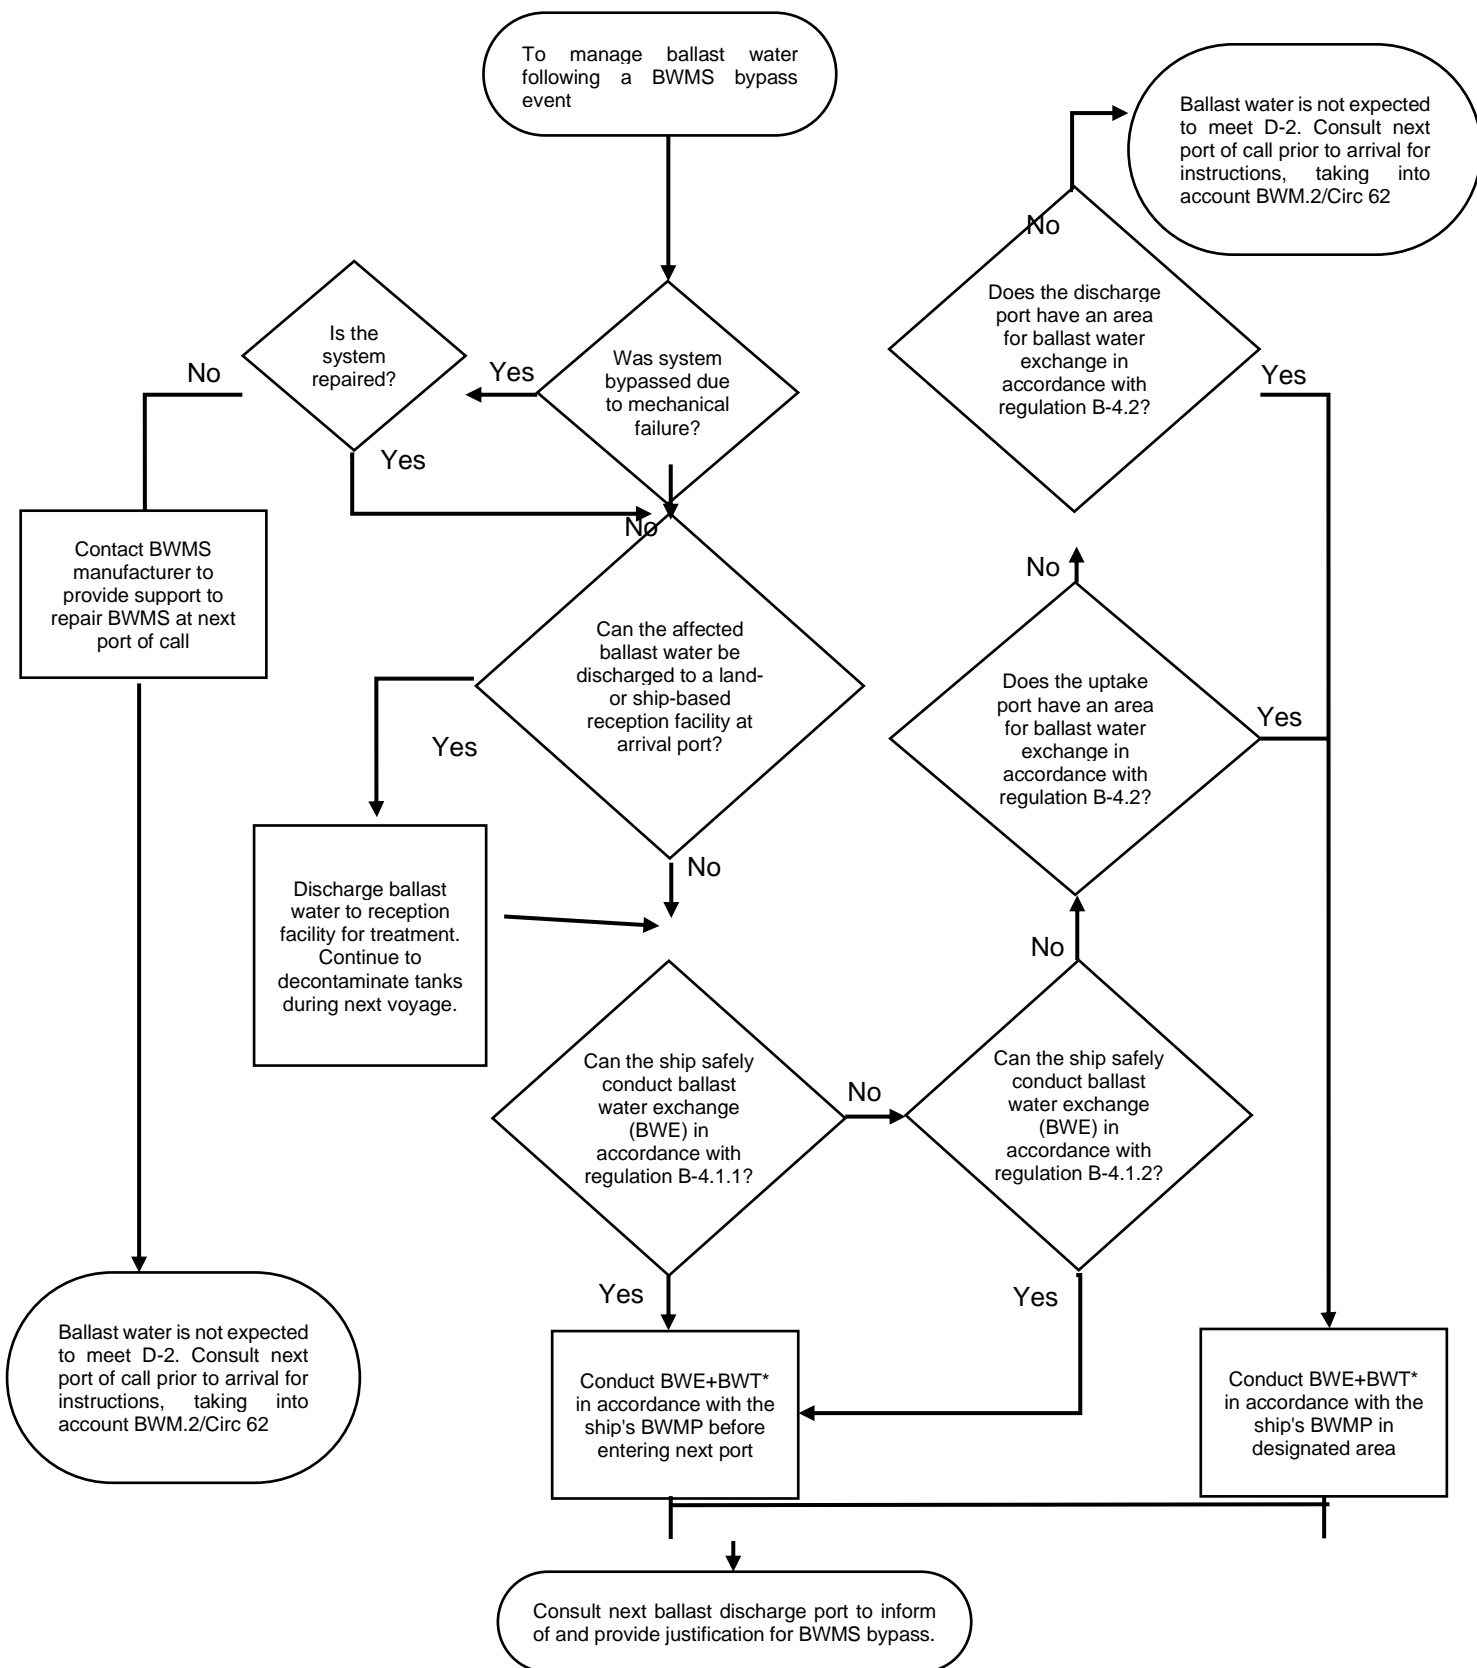 To manage ballast water
following a BWMS bypass
event
Ballast water is not expected
to meet D-2. Consult next
port of call prior to arrival for
instructions, taking into
account BWM.2/Circ 62
No
Does the discharge
port have an area
for ballast water
exchange in
accordance with
regulation B-4.2?
Yes
Is the
system
repaired?
No
Yes
Was system
bypassed due
to mechanical
failure?
Yes
No
Contact BWMS
manufacturer to
provide support to
repair BWMS at next
port of call
Can the affected
ballast water be
discharged to a land-
or ship-based
reception facility at
arrival port?
Yes
No
No
Does the uptake
port have an area
for ballast water
exchange in
accordance with
regulation B-4.2?
Yes
Discharge ballast
water to reception
facility for treatment.
Continue to
decontaminate tanks
during next voyage.
No
Can the ship safely
conduct ballast
water exchange
(BWE) in
accordance with
regulation B-4.1.1?
No
Can the ship safely
conduct ballast
water exchange
(BWE) in
accordance with
regulation B-4.1.2?
Yes
Yes
Ballast water is not expected
to meet D-2. Consult next
port of call prior to arrival for
instructions, taking into
account BWM.2/Circ 62
Conduct BWE+BWT*
in accordance with the
ship's BWMP before
entering next port
Conduct BWE+BWT*
in accordance with the
ship's BWMP in
designated area
Consult next ballast discharge port to inform
of and provide justification for BWMS bypass.